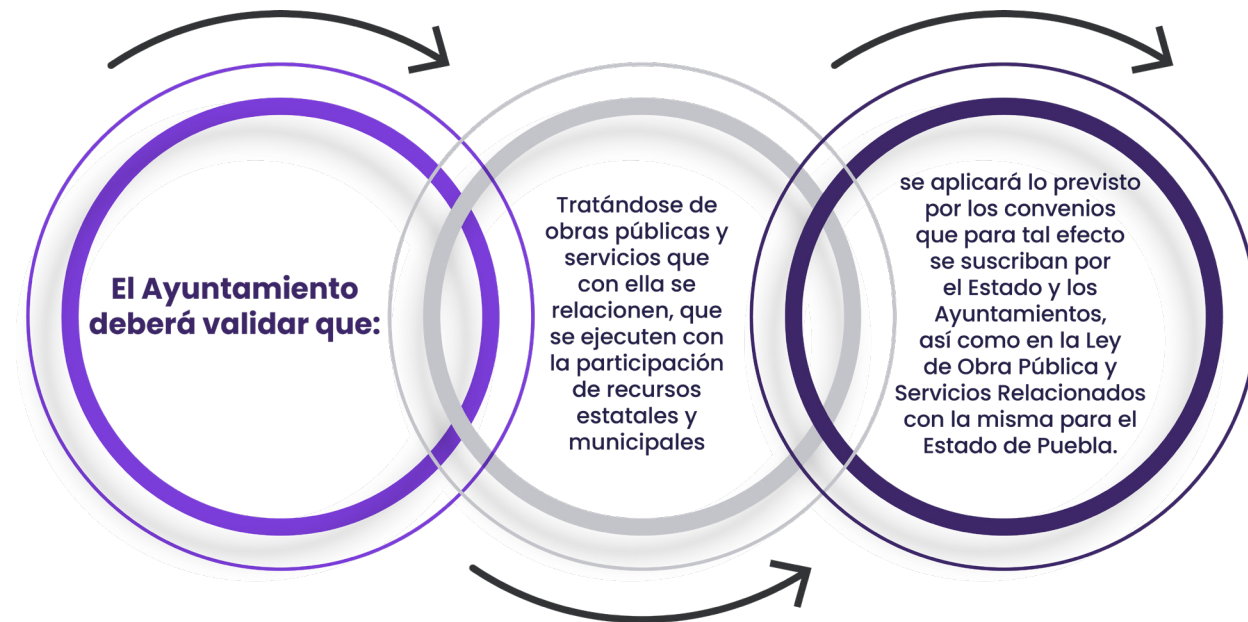 El Ayuntamiento
deberá validar que:
Tratándose de
obras públicas y
servicios que
con ella se
relacionen, que
se ejecuten con
la participación
de recursos
estatales y
municipales
se aplicará lo previsto
por los convenios
que para tal efecto
se suscriban por
el Estado y los
Ayuntamientos,
así como en la Ley
de Obra Pública y
Servicios Relacionados
con la misma para el
Estado de Puebla.